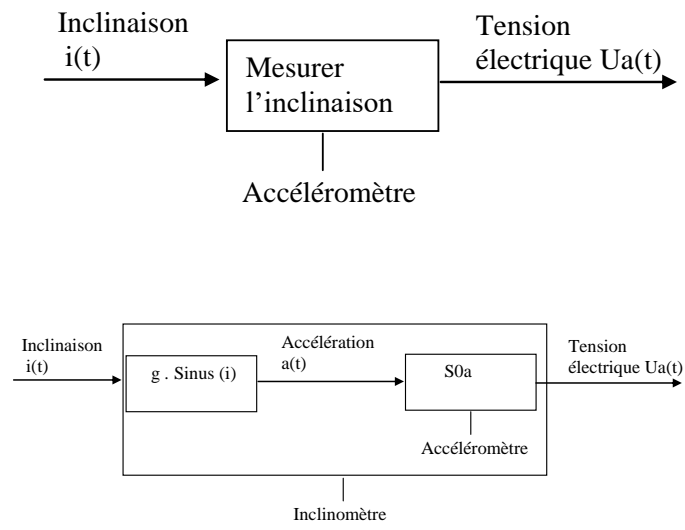 Inclinaison
i(t)
Tension
électrique Ua(t)
Mesurer
l’inclinaison
Accéléromètre
Inclinaison
i(t)
g . Sinus (i)
Accélération
a(t)
S0a
Tension
électrique Ua(t)
Accéléromètre
Inclinomètre